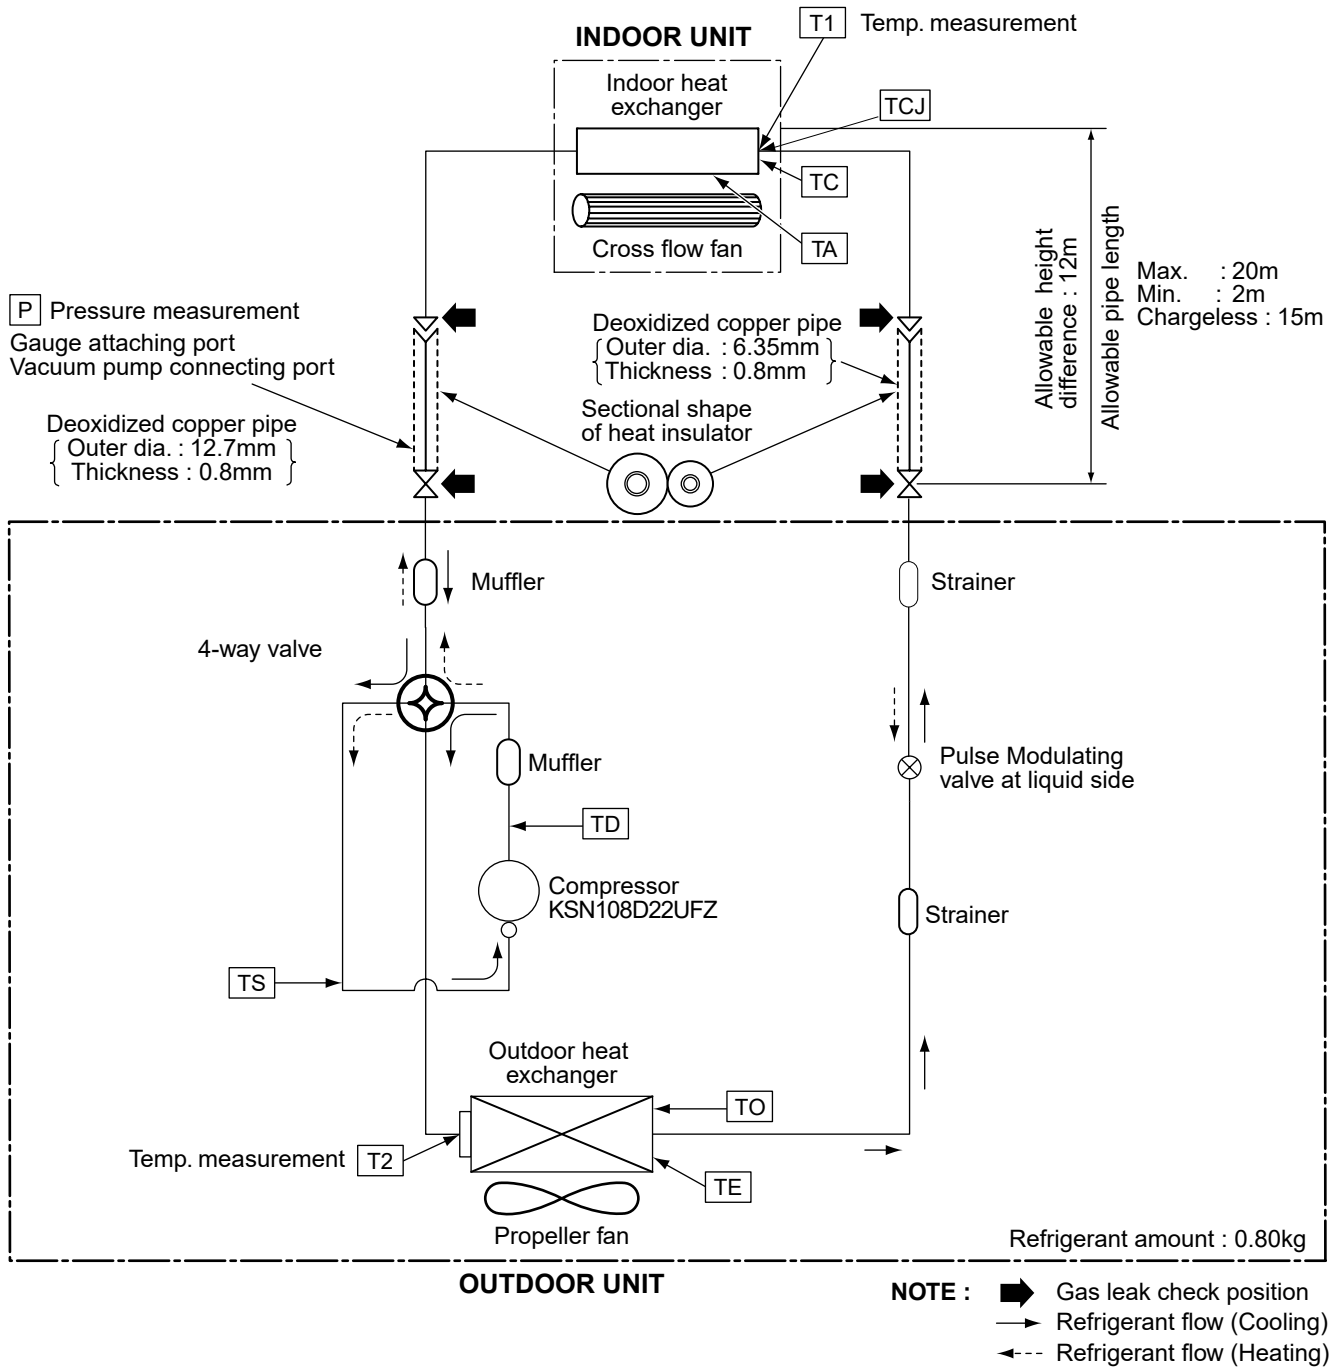 T1 Temp. measurement
INDOOR UNIT
Indoor heat
exchanger
TCJ
TC
Cross flow fan
TA
Allowable height
difference : 12m
Allowable pipe length
Max. : 20m
Min. : 2m
Chargeless : 15m
P Pressure measurement
Gauge attaching port
Vacuum pump connecting port
Deoxidized copper pipe
Outer dia. : 12.7mm
Thickness : 0.8mm
Deoxidized copper pipe
Outer dia. : 6.35mm
Thickness : 0.8mm
Sectional shape
of heat insulator
Muffler
Strainer
4-way valve
Muffler
Pulse Modulating
valve at liquid side
TD
Compressor
KSN108D22UFZ
Strainer
TS
Outdoor heat
exchanger
TO
Temp. measurement T2
TE
Propeller fan
Refrigerant amount : 0.80kg
OUTDOOR UNIT
NOTE : Gas leak check position
Refrigerant flow (Cooling)
Refrigerant flow (Heating)